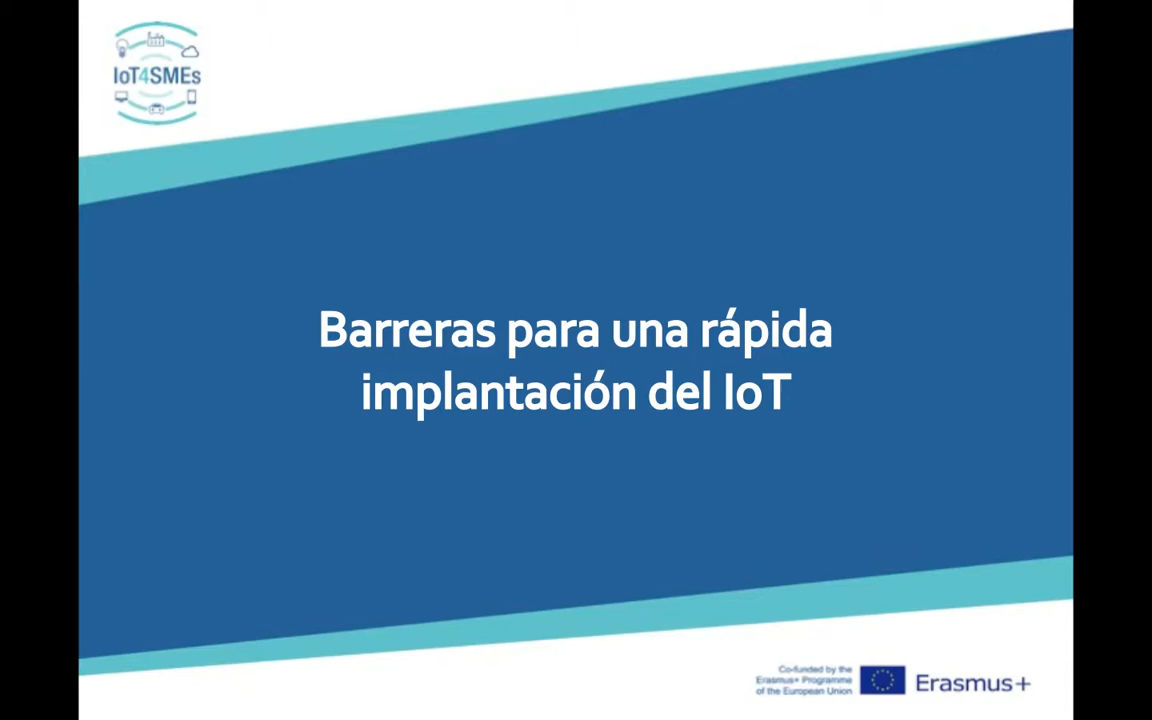 IoT4SMEs
Barreras para una rápida
implantación del IoT
Co-funded by the
Erasmus+ Programme
of the European Union
Erasmus+